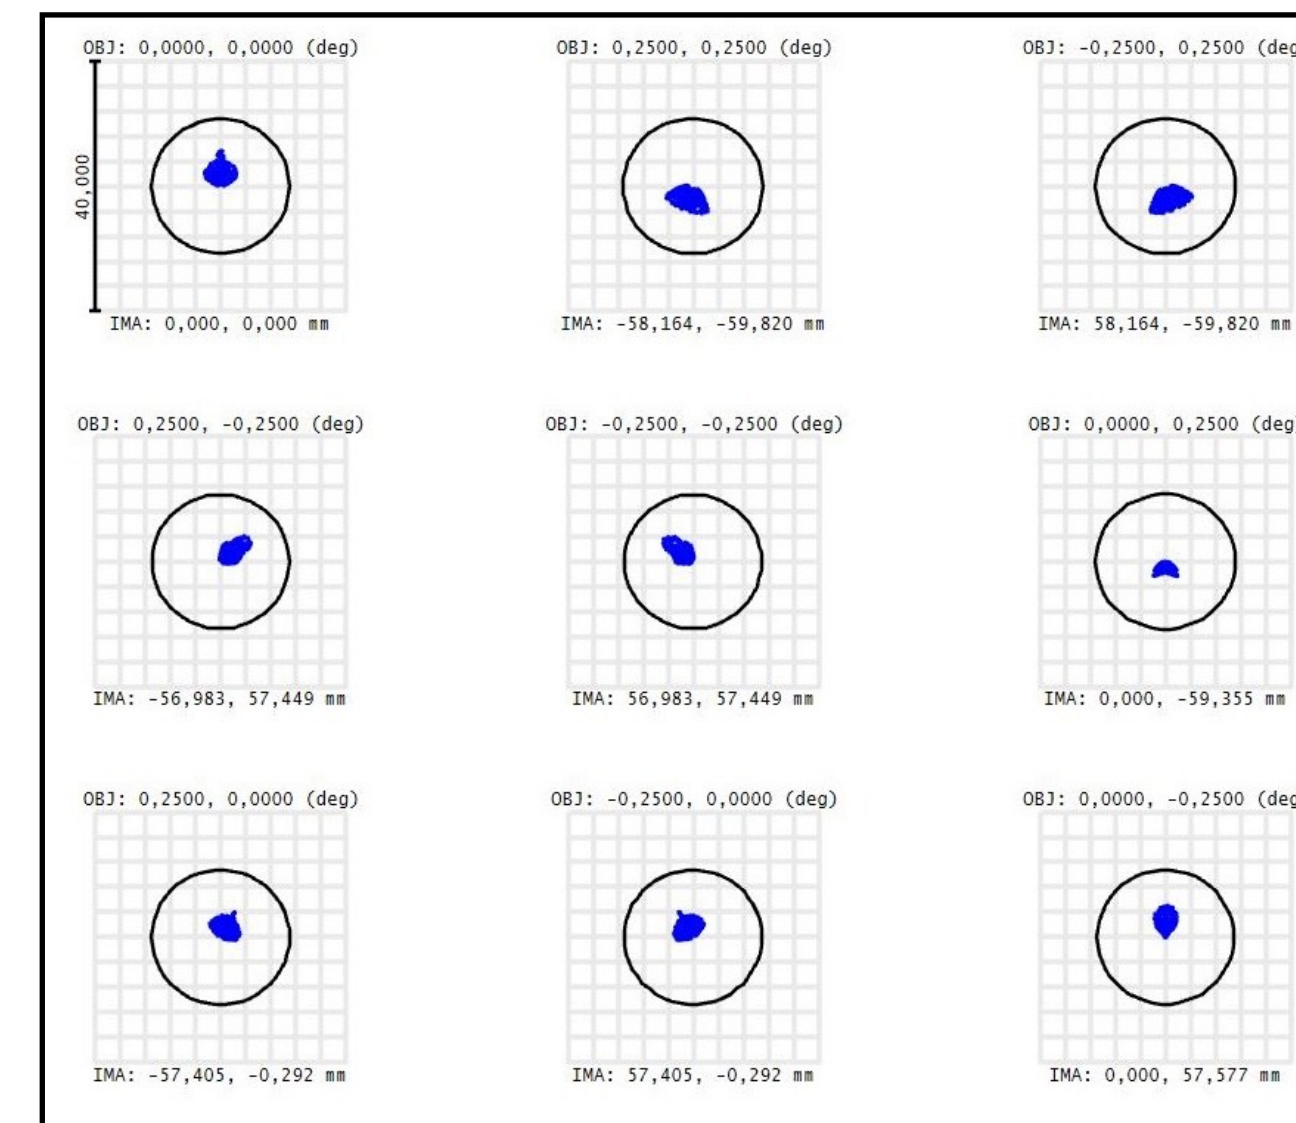 OBJ: 0,0000, 0,0000 (deg)
OBJ: 0,2500, 0,2500 (deg)
OBJ: -0,2500, 0,2500 (deg
40,000
IMA: 0,000, 0,000 mm
IMA: -58,164, -59,820 mm
IMA: 58,164, -59,820 mm
OBJ: 0,2500, -0,2500 (deg)
OBJ: -0,2500, -0,2500 (deg)
OBJ: 0,0000, 0,2500 (deg)
IMA: -56,983, 57,449 mm
IMA: 56,983, 57,449 mm
IMA: 0,000, -59,355 mm
OBJ: 0,2500, 0,0000 (deg)
OBJ: -0,2500, 0,0000 (deg)
OBJ: 0,0000, -0,2500 (deg
IMA: -57,405, -0,292 mm
IMA: 57,405, -0,292 mm
IMA: 0,000, 57,577 mm